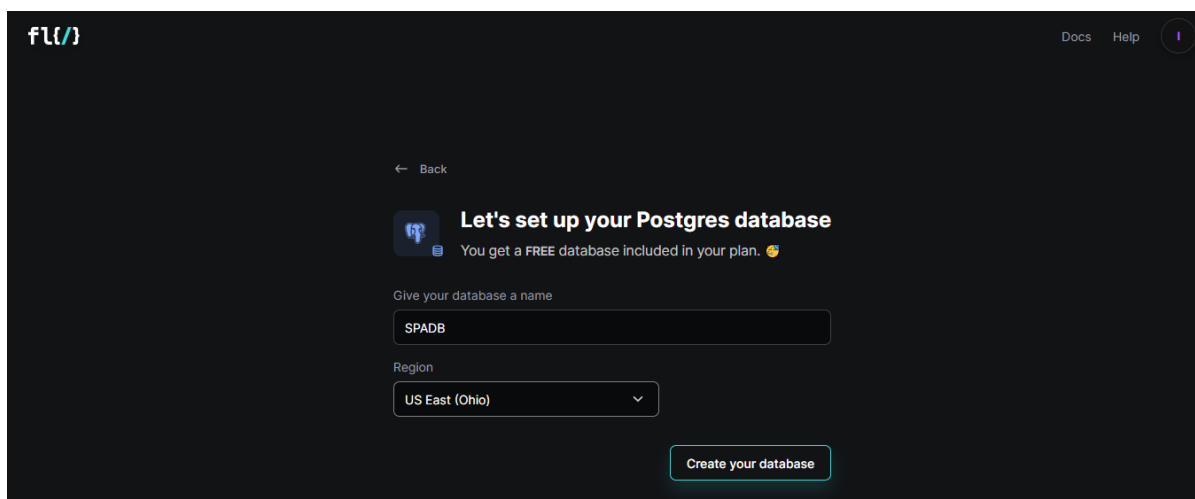 fl{/}
Docs Help I
← Back
Let's set up your Postgres database
You get a FREE database included in your plan. 🥳
Give your database a name
SPADB
Region
US East (Ohio)
Create your database